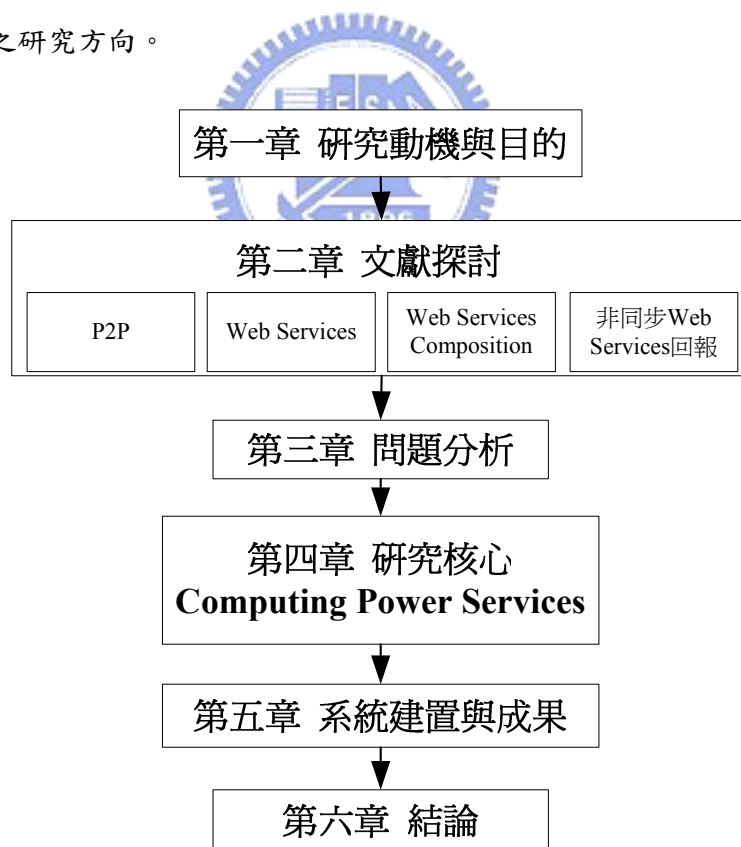 之研究方向。
第一章 研究動機與目的
第二章 文獻探討
P2P
Web Services
Web Services
Composition
非同步Web
Services回報
第三章 問題分析
第四章 研究核心
Computing Power Services
第五章 系統建置與成果
第六章 結論